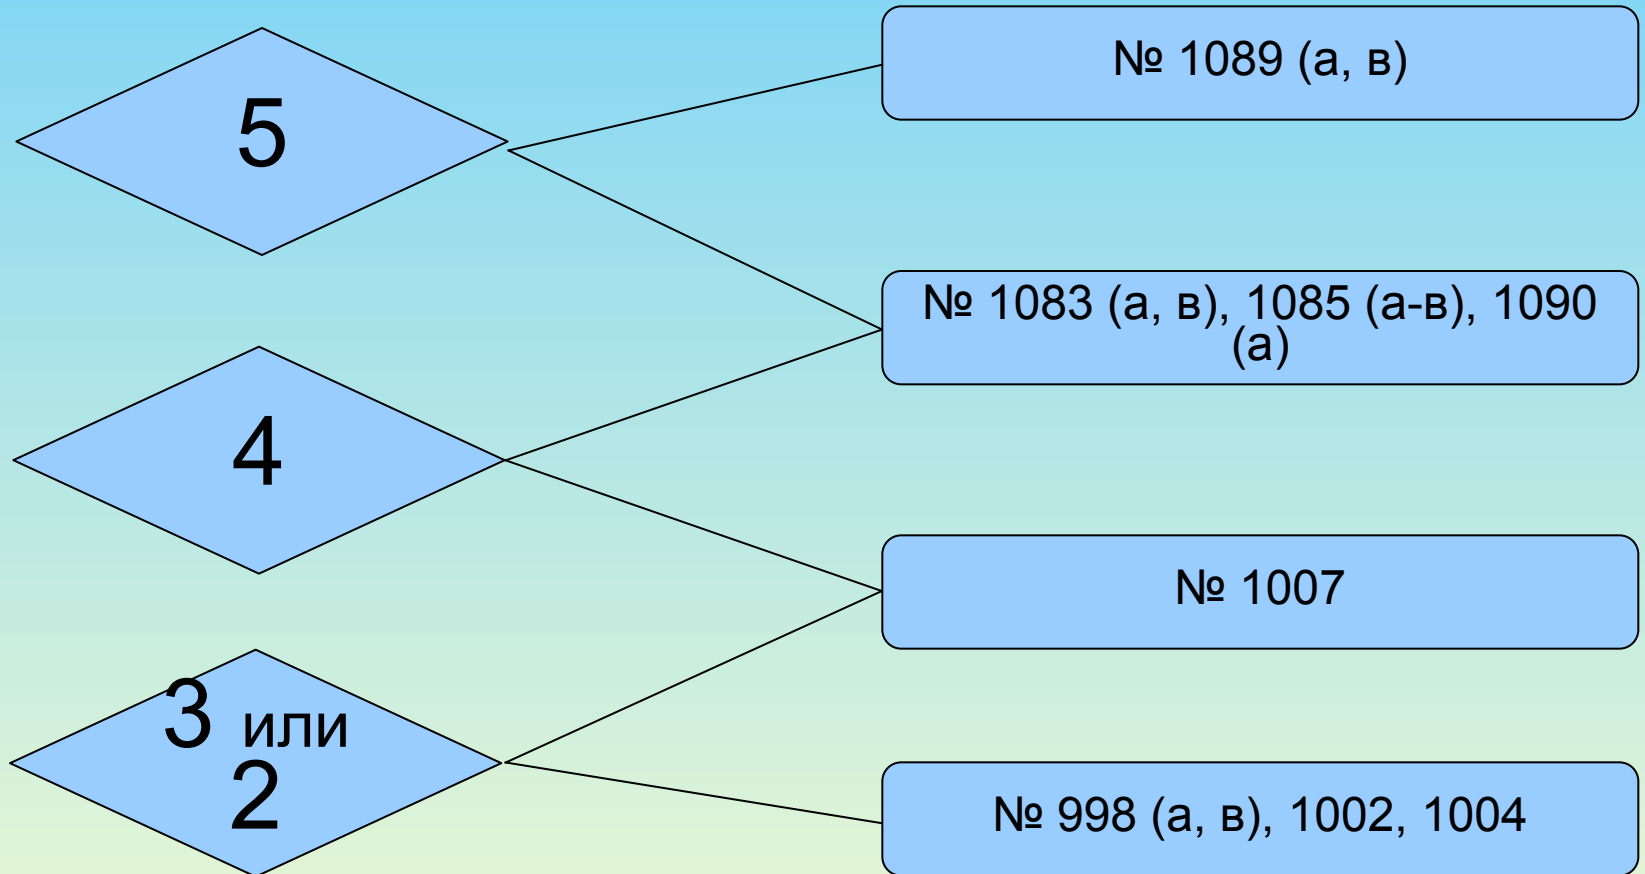 5
№ 1089 (а, в)
№ 1083 (а, в), 1085 (а-в), 1090
(а)
4
№ 1007
3 или
2
№ 998 (а, в), 1002, 1004